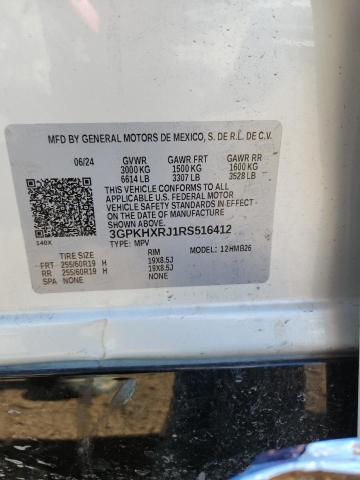 MFD BY GENERAL MOTORS DE MEXICO, S. DE R.L. DE C.V.
06/24 GVWR GAWR FRT GAWR RR
3000 KG 1500 KG 1600 KG
6614 LB 3307 LB 3528 LB
THIS VEHICLE CONFORMS TO ALL
APPLICABLE U.S. FEDERAL MOTOR
VEHICLE SAFETY STANDARDS IN EFFECT
ON THE DATE OF MANUFACTURE SHOWN ABOVE.
3GPKHXRJ1RS516412
140X TYPE: MPV MODEL: 12HMB26
TIRE SIZE RIM
FRT 255/60R19 H 19X8.5J
RR 255/60R19 H 19X8.5J
SPA NONE NONE